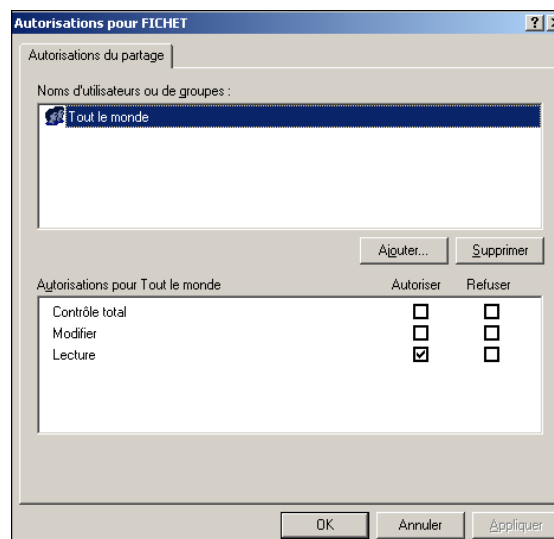 Autorisations pour FICHET
Autorisations du partage
Noms d'utilisateurs ou de groupes :
Tout le monde
Ajouter... Supprimer
Autorisations pour Tout le monde Autoriser Refuser
Contrôle total
Modifier
Lecture
OK Annuler Appliquer